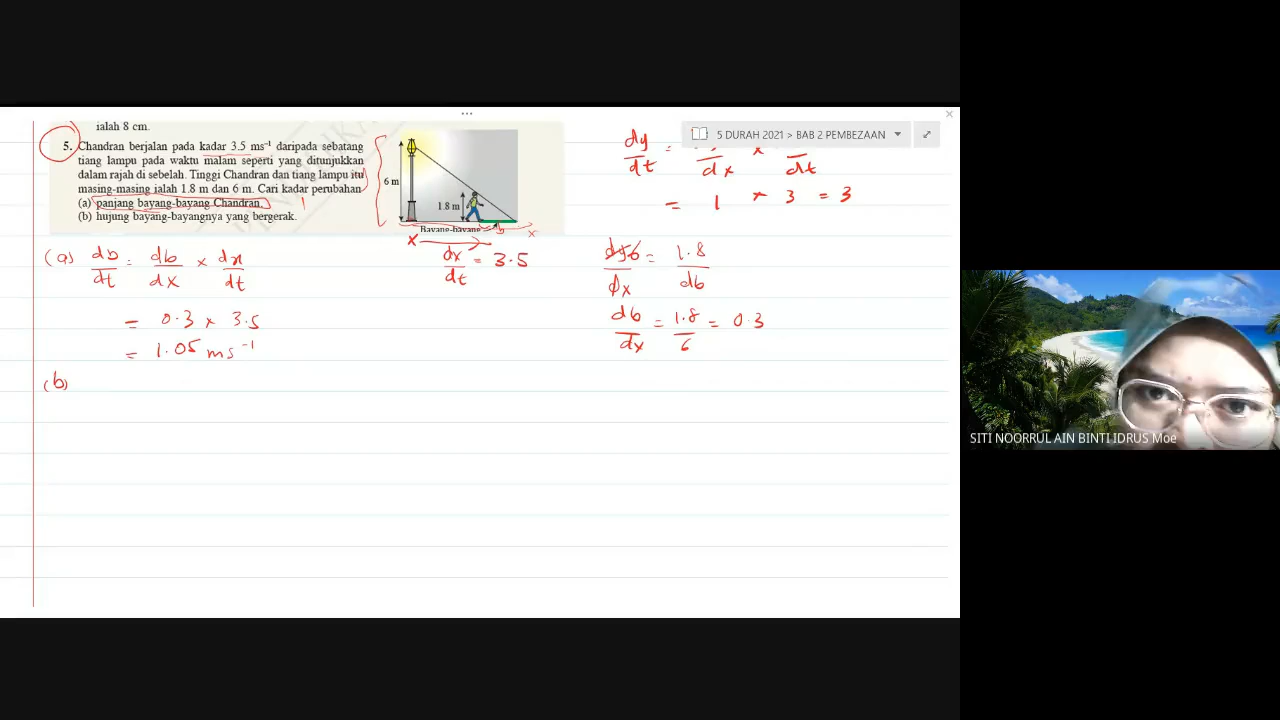 ialah 8 cm.
5. Chandran berjalan pada kadar 3.5 ms⁻¹ daripada sebatang
tiang lampu pada waktu malam seperti yang ditunjukkan
dalam rajah di sebelah. Tinggi Chandran dan tiang lampu itu
masing-masing ialah 1.8 m dan 6 m. Cari kadar perubahan
(a) panjang bayang-bayang Chandran.
(b) hujung bayang-bayangnya yang bergerak.
6 m
1.8 m
Bayang-bayang
b
x
x
dx/dt = 3.5
5 DURAH 2021 > BAB 2 PEMBEZAAN
dy/dt = /dx × /dt
= 1 × 3 = 3
(a) db/dt = db/dx × dx/dt
= 0.3 × 3.5
= 1.05 ms⁻¹
(b)
/dx = 1.8/db
db/dx = 1.8/6 = 0.3
SITI NOORRUL AIN BINTI IDRUS Moe